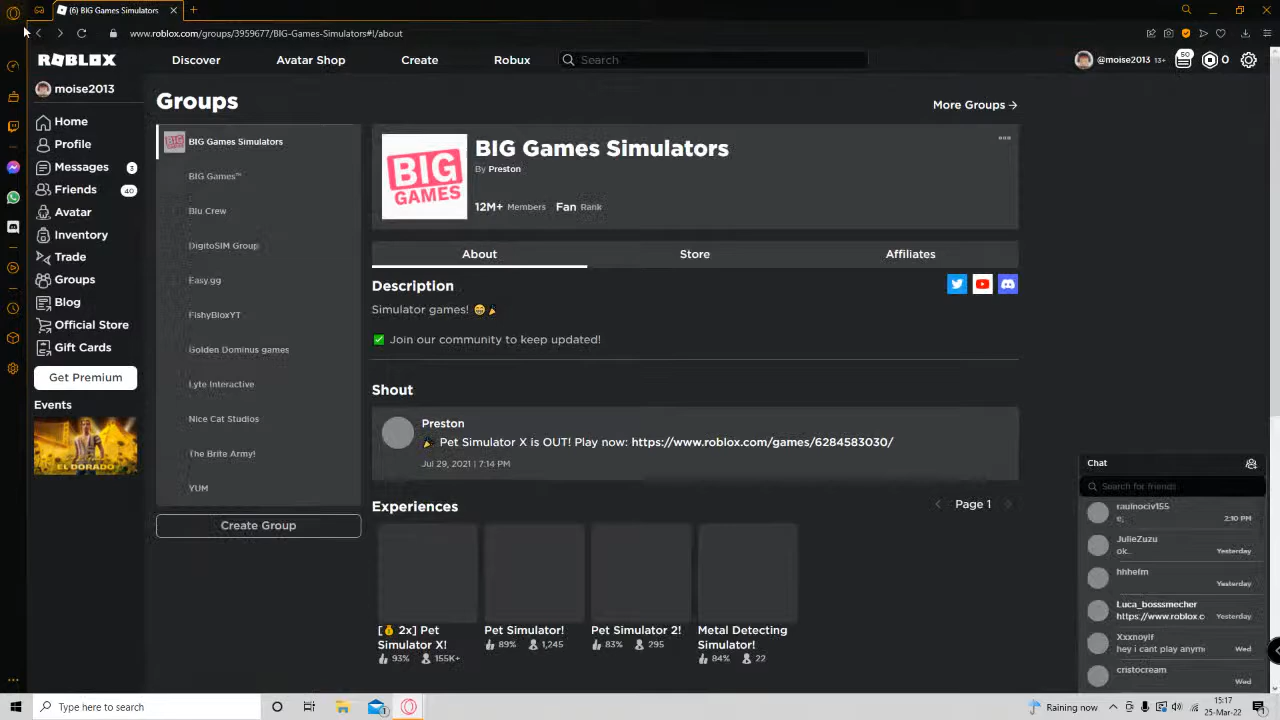 (6) BIG Games Simulators
www.roblox.com/groups/3959677/BIG-Games-Simulators#!/about
ROBLOX
Discover
Avatar Shop
Create
Robux
Search
@moise2013 13+
50
0
moise2013
Home
Profile
Messages 3
Friends 40
Avatar
Inventory
Trade
Groups
Blog
Official Store
Gift Cards
Get Premium
Events
EL DORADO
Groups
More Groups →
BIG Games Simulators
BIG Games™
Blu Crew
DigitoSIM Group
Easy.gg
FishyBloxYT
Golden Dominus games
Lyte Interactive
Nice Cat Studios
The Brite Army!
YUM
Create Group
BIG GAMES
BIG Games Simulators
By Preston
12M+ Members Fan Rank
About
Store
Affiliates
Description
Simulator games! 😄🎉
✅ Join our community to keep updated!
Shout
Preston
🎉 Pet Simulator X is OUT! Play now: https://www.roblox.com/games/6284583030/
Jul 29, 2021 | 7:14 PM
Experiences
Page 1
[💰 2x] Pet
Simulator X!
93% 155K+
Pet Simulator!
89% 1,245
Pet Simulator 2!
83% 295
Metal Detecting
Simulator!
84% 22
Chat
Search for friends
raulnociv155
e; 2:10 PM
JulieZuzu
ok.. Yesterday
hhhelm
Yesterday
Luca_bosssmecher
https://www.roblox.c Yesterday
Xxxnoylf
hey i cant play anym Wed
cristocream
Wed
Type here to search
1
Raining now
15:17
25-Mar-22
1